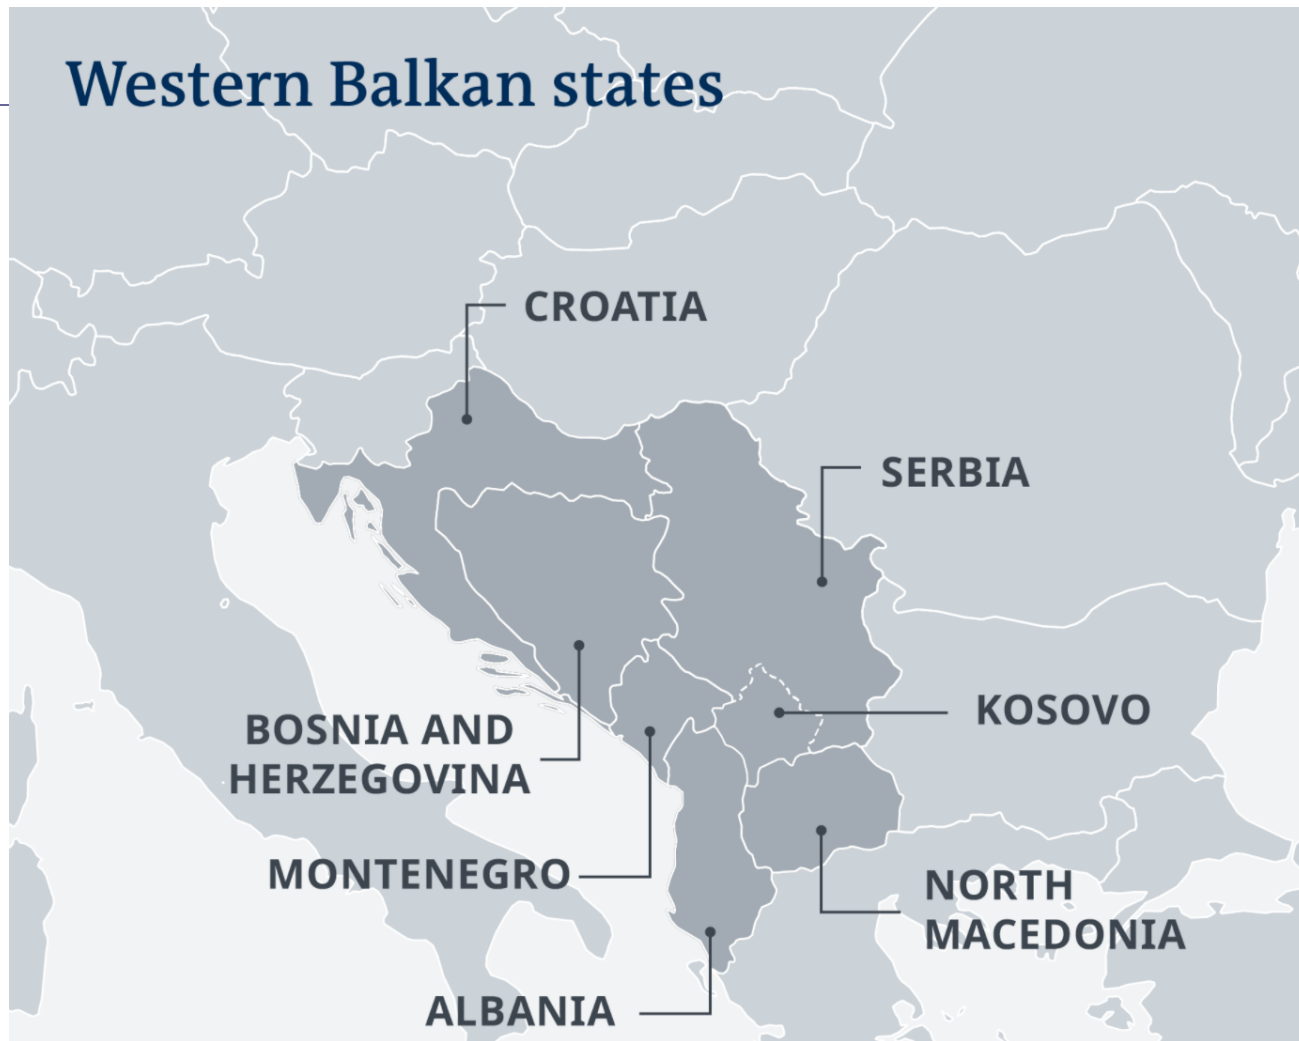 Western Balkan states
CROATIA
SERBIA
KOSOVO
BOSNIA AND
HERZEGOVINA
MONTENEGRO
NORTH
MACEDONIA
ALBANIA